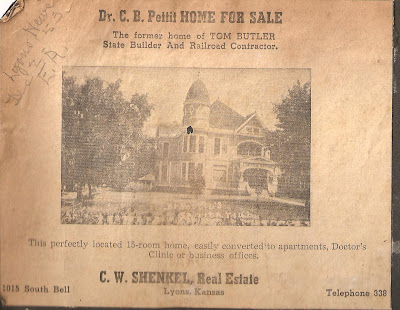 Dr. C. B. Pettit HOME FOR SALE
The former home of TOM BUTLER
State Builder And Railroad Contractor.
Lyons News
This perfectly located 15-room home, easily converted to apartments, Doctor's
Clinic or business offices.
C. W. SHENKEL, Real Estate
Lyons, Kansas
1015 South Bell
Telephone 338